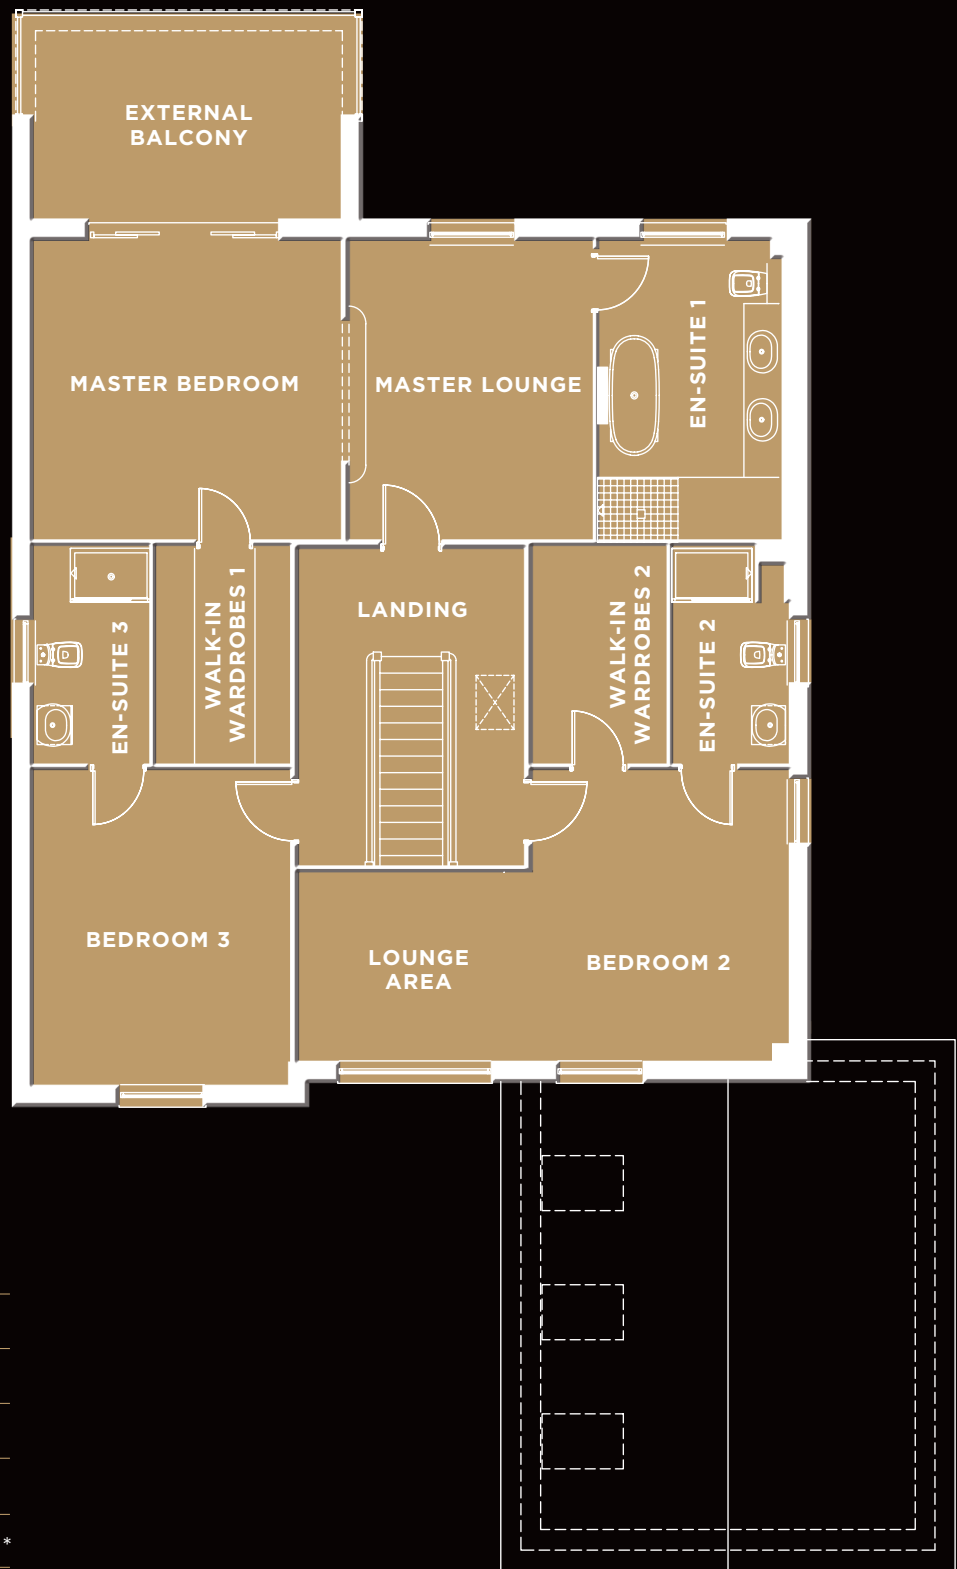 EXTERNAL
BALCONY
MASTER BEDROOM
MASTER LOUNGE
EN-SUITE 1
LANDING
EN-SUITE 3
WALK-IN
WARDROBES 1
WALK-IN
WARDROBES 2
EN-SUITE 2
BEDROOM 3
LOUNGE
AREA
BEDROOM 2
*